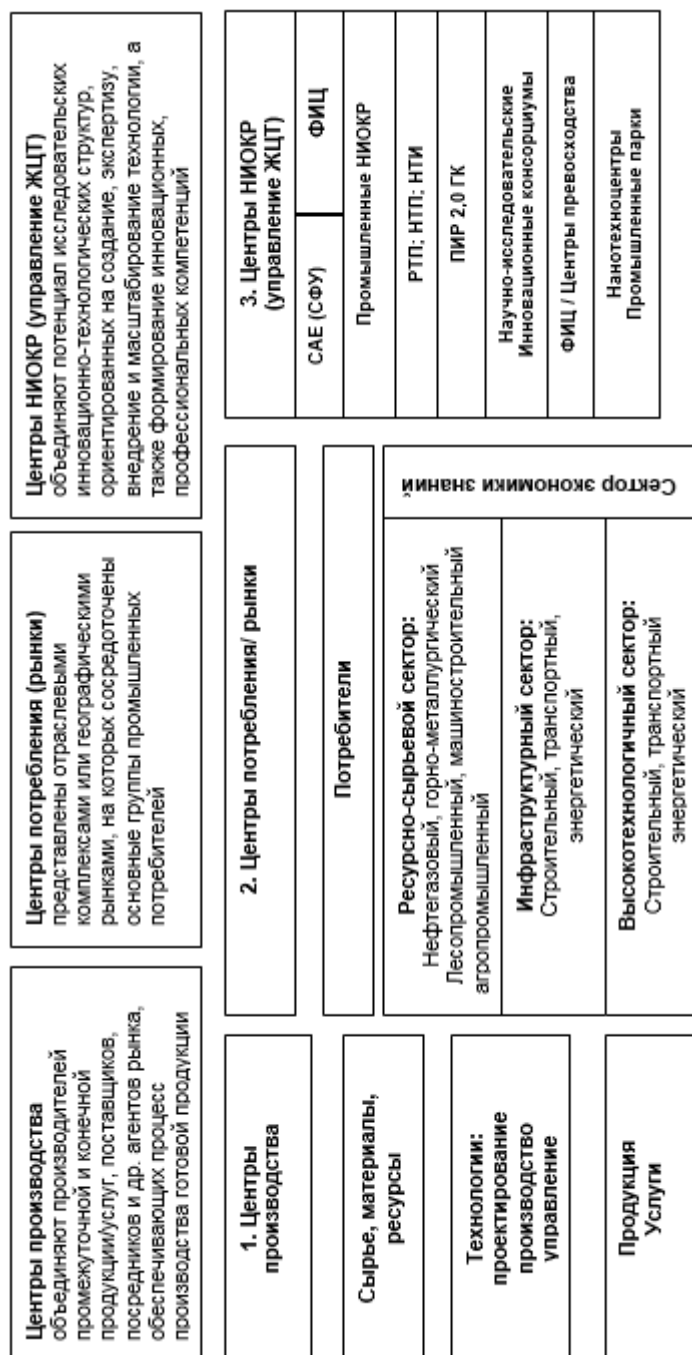 Центры производства
объединяют производителей
промежуточной и конечной
продукции/услуг, поставщиков,
посредников и др. агентов рынка,
обеспечивающих процесс
производства готовой продукции
Центры потребления (рынки)
представлены отраслевыми
комплексами или географическими
рынками, на которых сосредоточены
основные группы промышленных
потребителей
Центры НИОКР (управление ЖЦТ)
объединяют потенциал исследовательских
инновационно-технологических структур,
ориентированных на создание, экспертизу,
внедрение и масштабирование технологии, а
также формирование инновационных,
профессиональных компетенций
1. Центры
производства
2. Центры потребления/ рынки
3. Центры НИОКР
(управление ЖЦТ)
САЕ (СФУ)
ФИЦ
Сырье, материалы,
ресурсы
Потребители
Промышленные НИОКР
Технологии:
проектирование
производство
управление
Ресурсно-сырьевой сектор:
Нефтегазовый, горно-металлургический
Лесопромышленный, машиностроительный
агропромышленный
Сектор экономики знаний
РТП; НТП; НТИ
ПИР 2,0 ГК
Инфраструктурный сектор:
Строительный, транспортный,
энергетический
Научно-исследовательские
Инновационные консорциумы
ФИЦ / Центры превосходства
Продукция
Услуги
Высокотехнологичный сектор:
Строительный, транспортный
энергетический
Нанотехноцентры
Промышленные парки